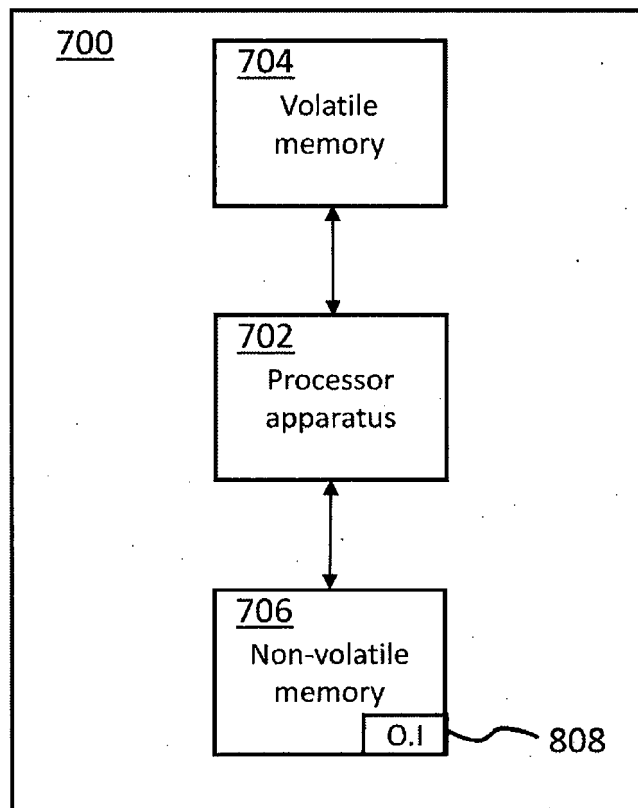 700
704
Volatile
memory
702
Processor
apparatus
706
Non-volatile
memory
O.I
808